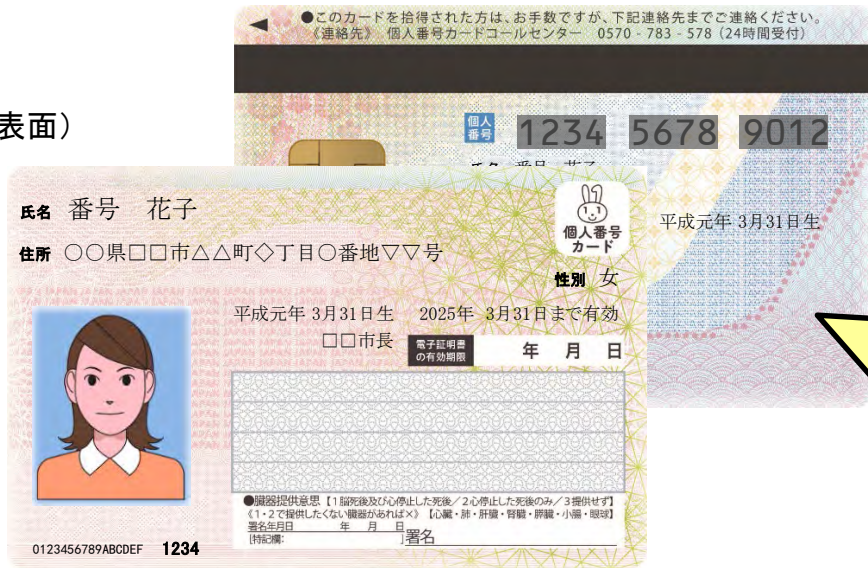 ◀ ●このカードを拾得された方は、お手数ですが、下記連絡先までご連絡ください。
《連絡先》 個人番号カードコールセンター 0570-783-578（24時間受付）
表面）
個人番号 1234 5678 9012
氏名 番号 花子
平成元年 3月31日生
氏名 番号 花子
個人番号
カード
住所 ○○県□□市△△町◇丁目○番地▽▽号
性別 女
平成元年 3月31日生 2025年 3月31日まで有効
□□市長 電子証明書の有効期限 年 月 日
●臓器提供意思【1 脳死後及び心停止した死後／2 心停止した死後のみ／3 提供せず】
《1・2で提供したくない臓器があれば×》【心臓・肺・肝臓・腎臓・膵臓・小腸・眼球】
署名年月日 年 月 日
[特記欄: ] 署名
0123456789ABCDEF 1234